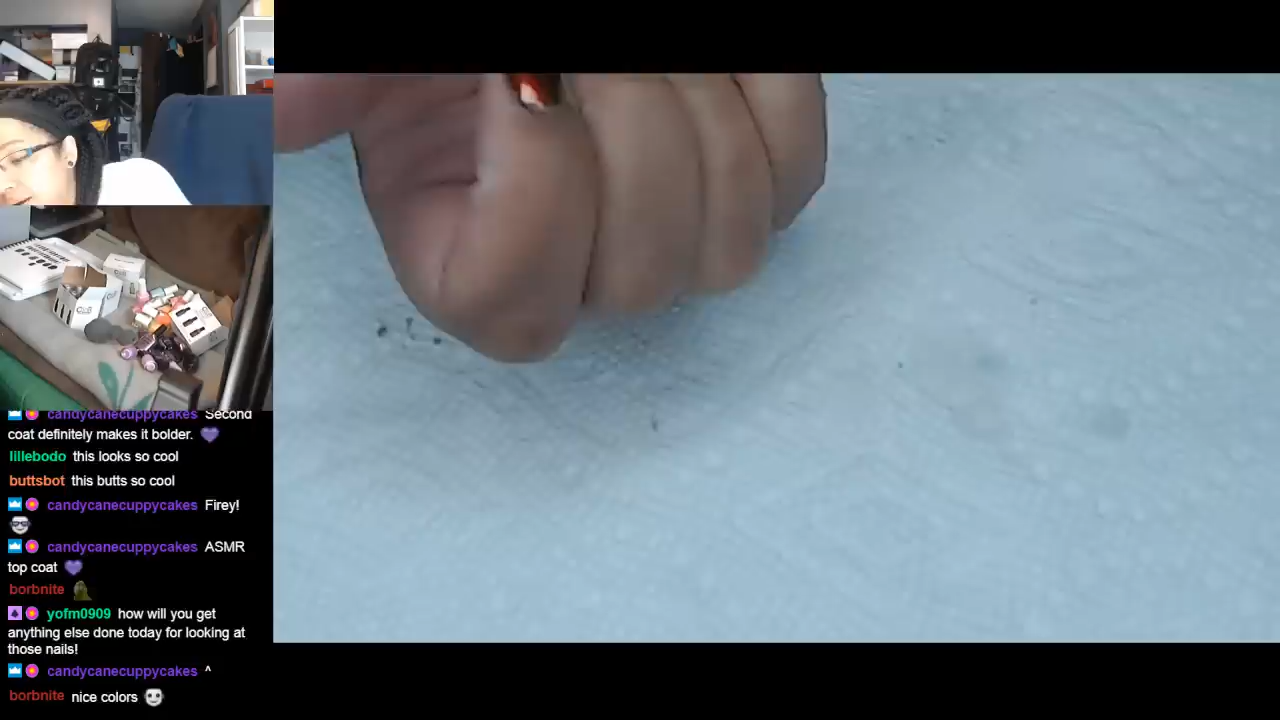 candycanecuppycakes Second
coat definitely makes it bolder.
lillebodo this looks so cool
buttsbot this butts so cool
candycanecuppycakes Firey!
candycanecuppycakes ASMR
top coat
borbnite
yofm0909 how will you get
anything else done today for looking at
those nails!
candycanecuppycakes ^
borbnite nice colors